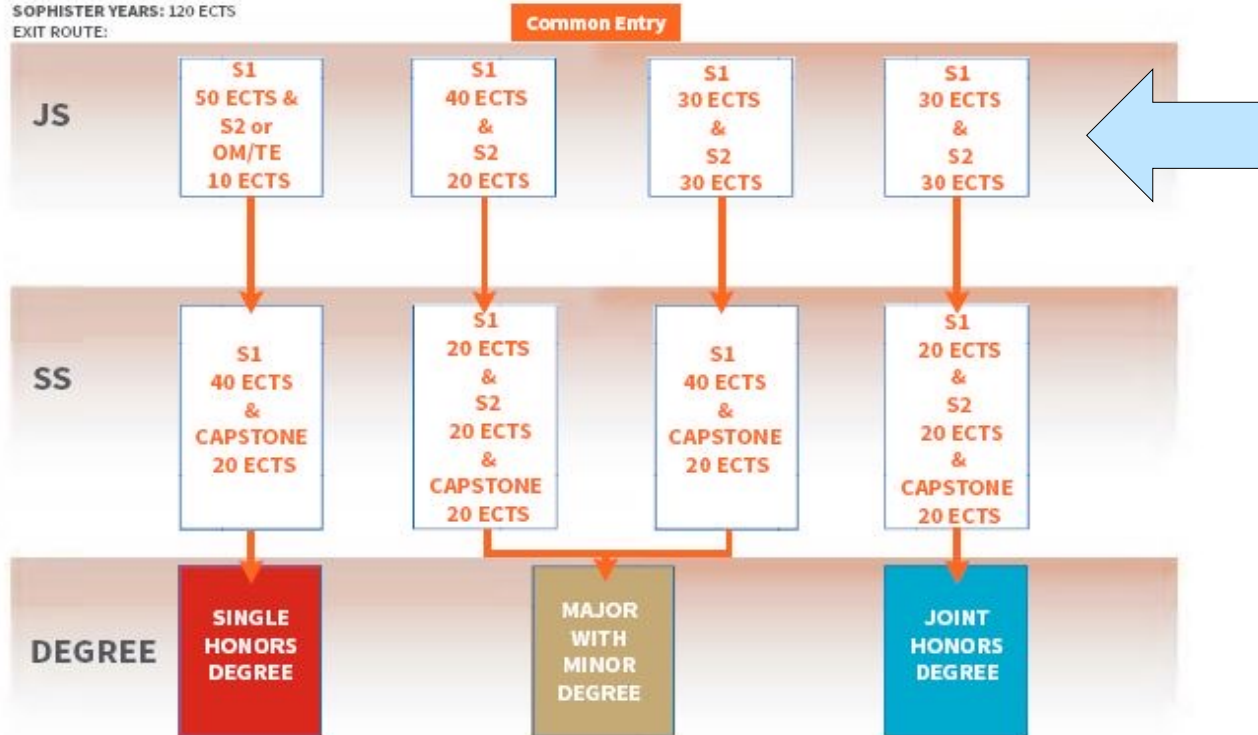 SOPHISTER YEARS: 120 ECTS
EXIT ROUTE:
Common Entry
JS
S1
50 ECTS &
S2 or
OM/TE
10 ECTS
S1
40 ECTS
&
S2
20 ECTS
S1
30 ECTS
&
S2
30 ECTS
S1
30 ECTS
&
S2
30 ECTS
SS
S1
40 ECTS
&
CAPSTONE
20 ECTS
S1
20 ECTS
&
S2
20 ECTS
&
CAPSTONE
20 ECTS
S1
40 ECTS
&
CAPSTONE
20 ECTS
S1
20 ECTS
&
S2
20 ECTS
&
CAPSTONE
20 ECTS
DEGREE
SINGLE
HONORS
DEGREE
MAJOR
WITH
MINOR
DEGREE
JOINT
HONORS
DEGREE